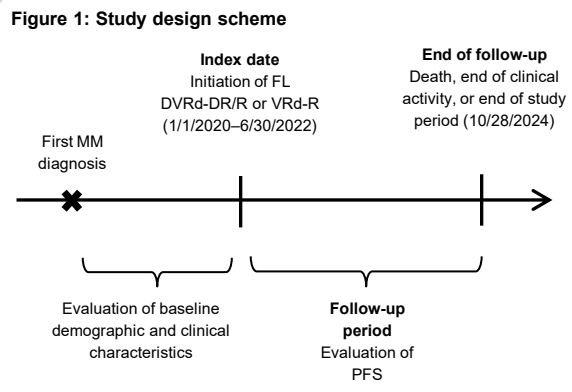 Figure 1: Study design scheme
Index date
Initiation of FL
DVRd-DR/R or VRd-R
(1/1/2020–6/30/2022)
End of follow-up
Death, end of clinical
activity, or end of study
period (10/28/2024)
First MM
diagnosis
Evaluation of baseline
demographic and clinical
characteristics
Follow-up
period
Evaluation of
PFS